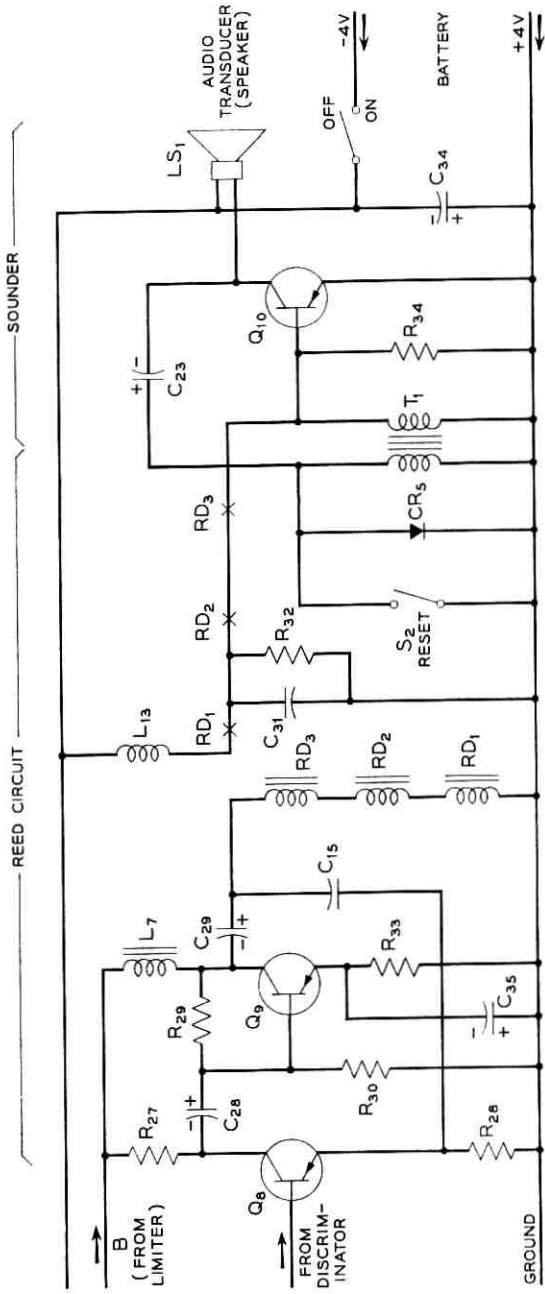 REED CIRCUIT
SOUNDER
B
(FROM
LIMITER)
R27
L7
R29
C28
- +
C29
- +
Q8
Q9
FROM
DISCRIM-
INATOR
R30
R33
C35
-
+
R28
GROUND
C15
RD3
RD2
RD1
L13
RD1
RD2
RD3
C31
R32
S2
RESET
CR5
T1
R34
C23
+ -
Q10
LS1
AUDIO
TRANSDUCER
(SPEAKER)
OFF
ON
-4V
C34
-
+
BATTERY
+4V